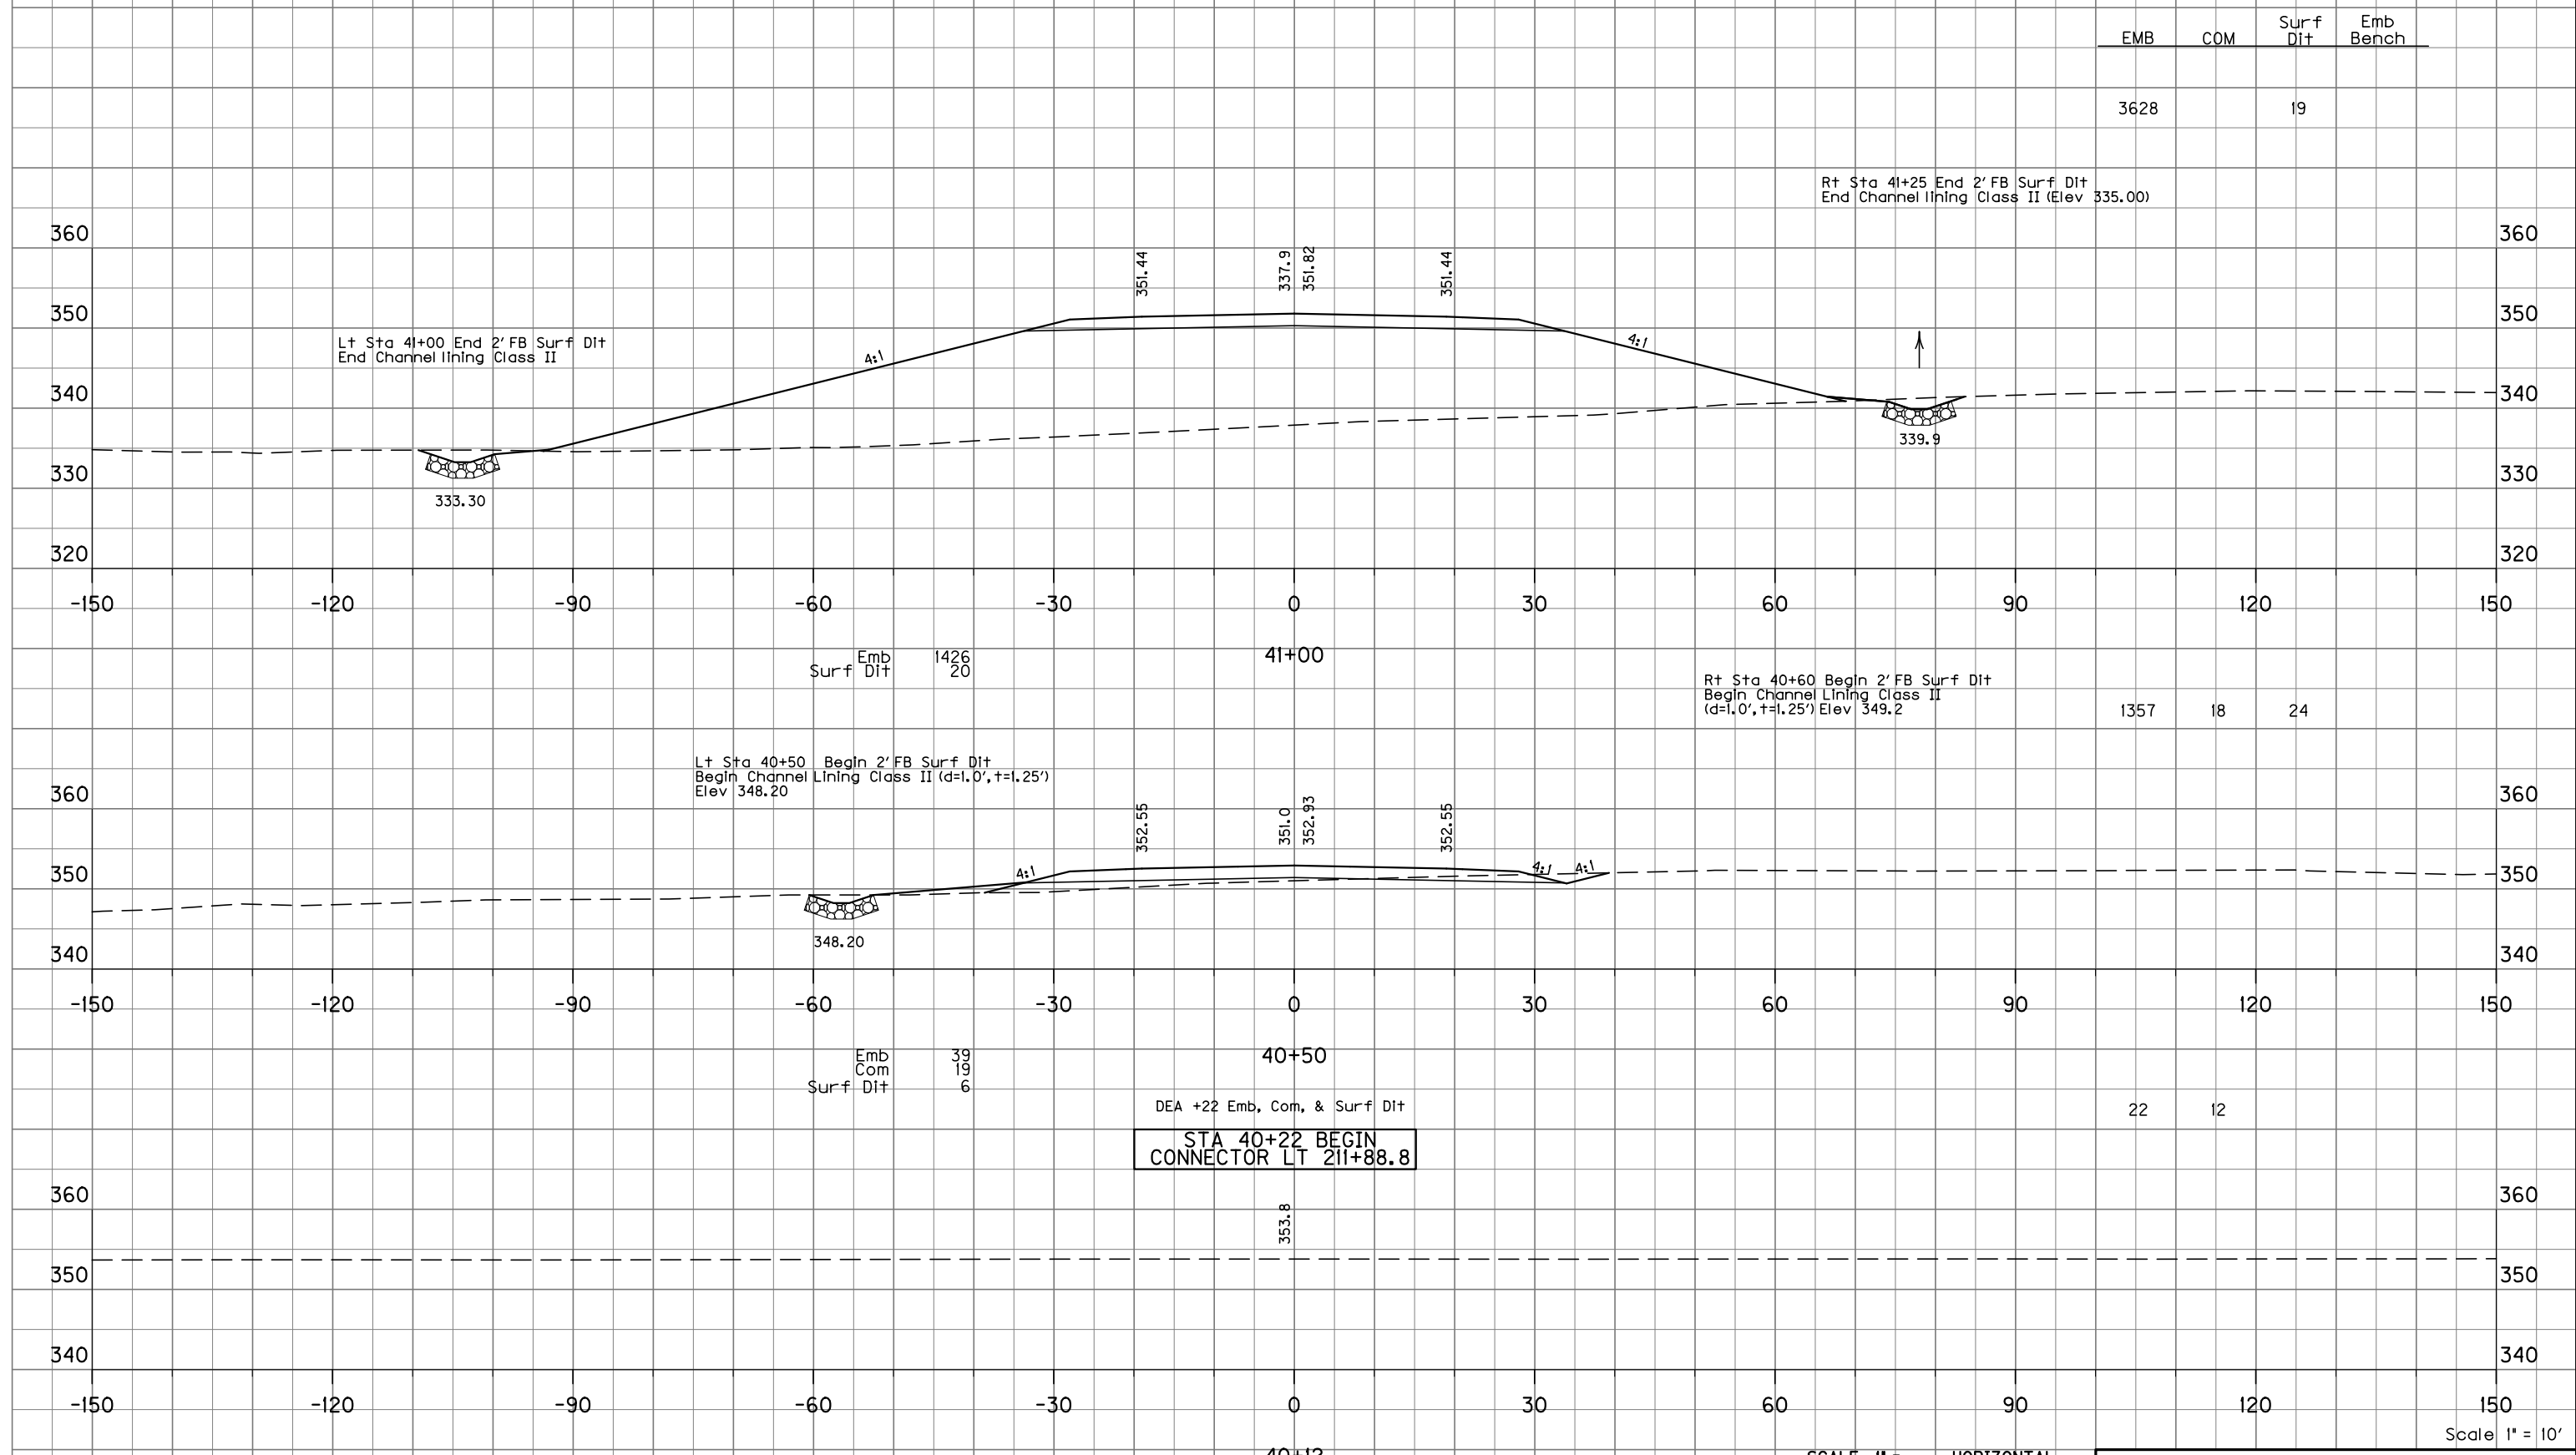 Surf Emb
EMB COM Dit Bench
3628 19
Rt Sta 41+25 End 2' FB Surf Dit
End Channel lining Class II (Elev 335.00)
360 360
351.44 337.9 351.82 351.44
350 350
Lt Sta 41+00 End 2' FB Surf Dit
End Channel lining Class II
4:1 4:1
340 340
339.9
330 330
333.30
320 320
-150 -120 -90 -60 -30 0 30 60 90 120 150
41+00
Emb 1426
Surf Dit 20
Rt Sta 40+60 Begin 2' FB Surf Dit
Begin Channel Lining Class II
(d=1.0', t=1.25') Elev 349.2
1357 18 24
Lt Sta 40+50 Begin 2' FB Surf Dit
Begin Channel Lining Class II (d=1.0', t=1.25')
Elev 348.20
360 360
352.55 351.0 352.93 352.55
350 350
4:1 4:1 4:1
348.20
340 340
-150 -120 -90 -60 -30 0 30 60 90 120 150
40+50
Emb 39
Com 19
Surf Dit 6
DEA +22 Emb, Com, & Surf Dit
22 12
STA 40+22 BEGIN
CONNECTOR LT 211+88.8
360 360
353.8
350 350
340 340
-150 -120 -90 -60 -30 0 30 60 90 120 150
Scale 1" = 10'